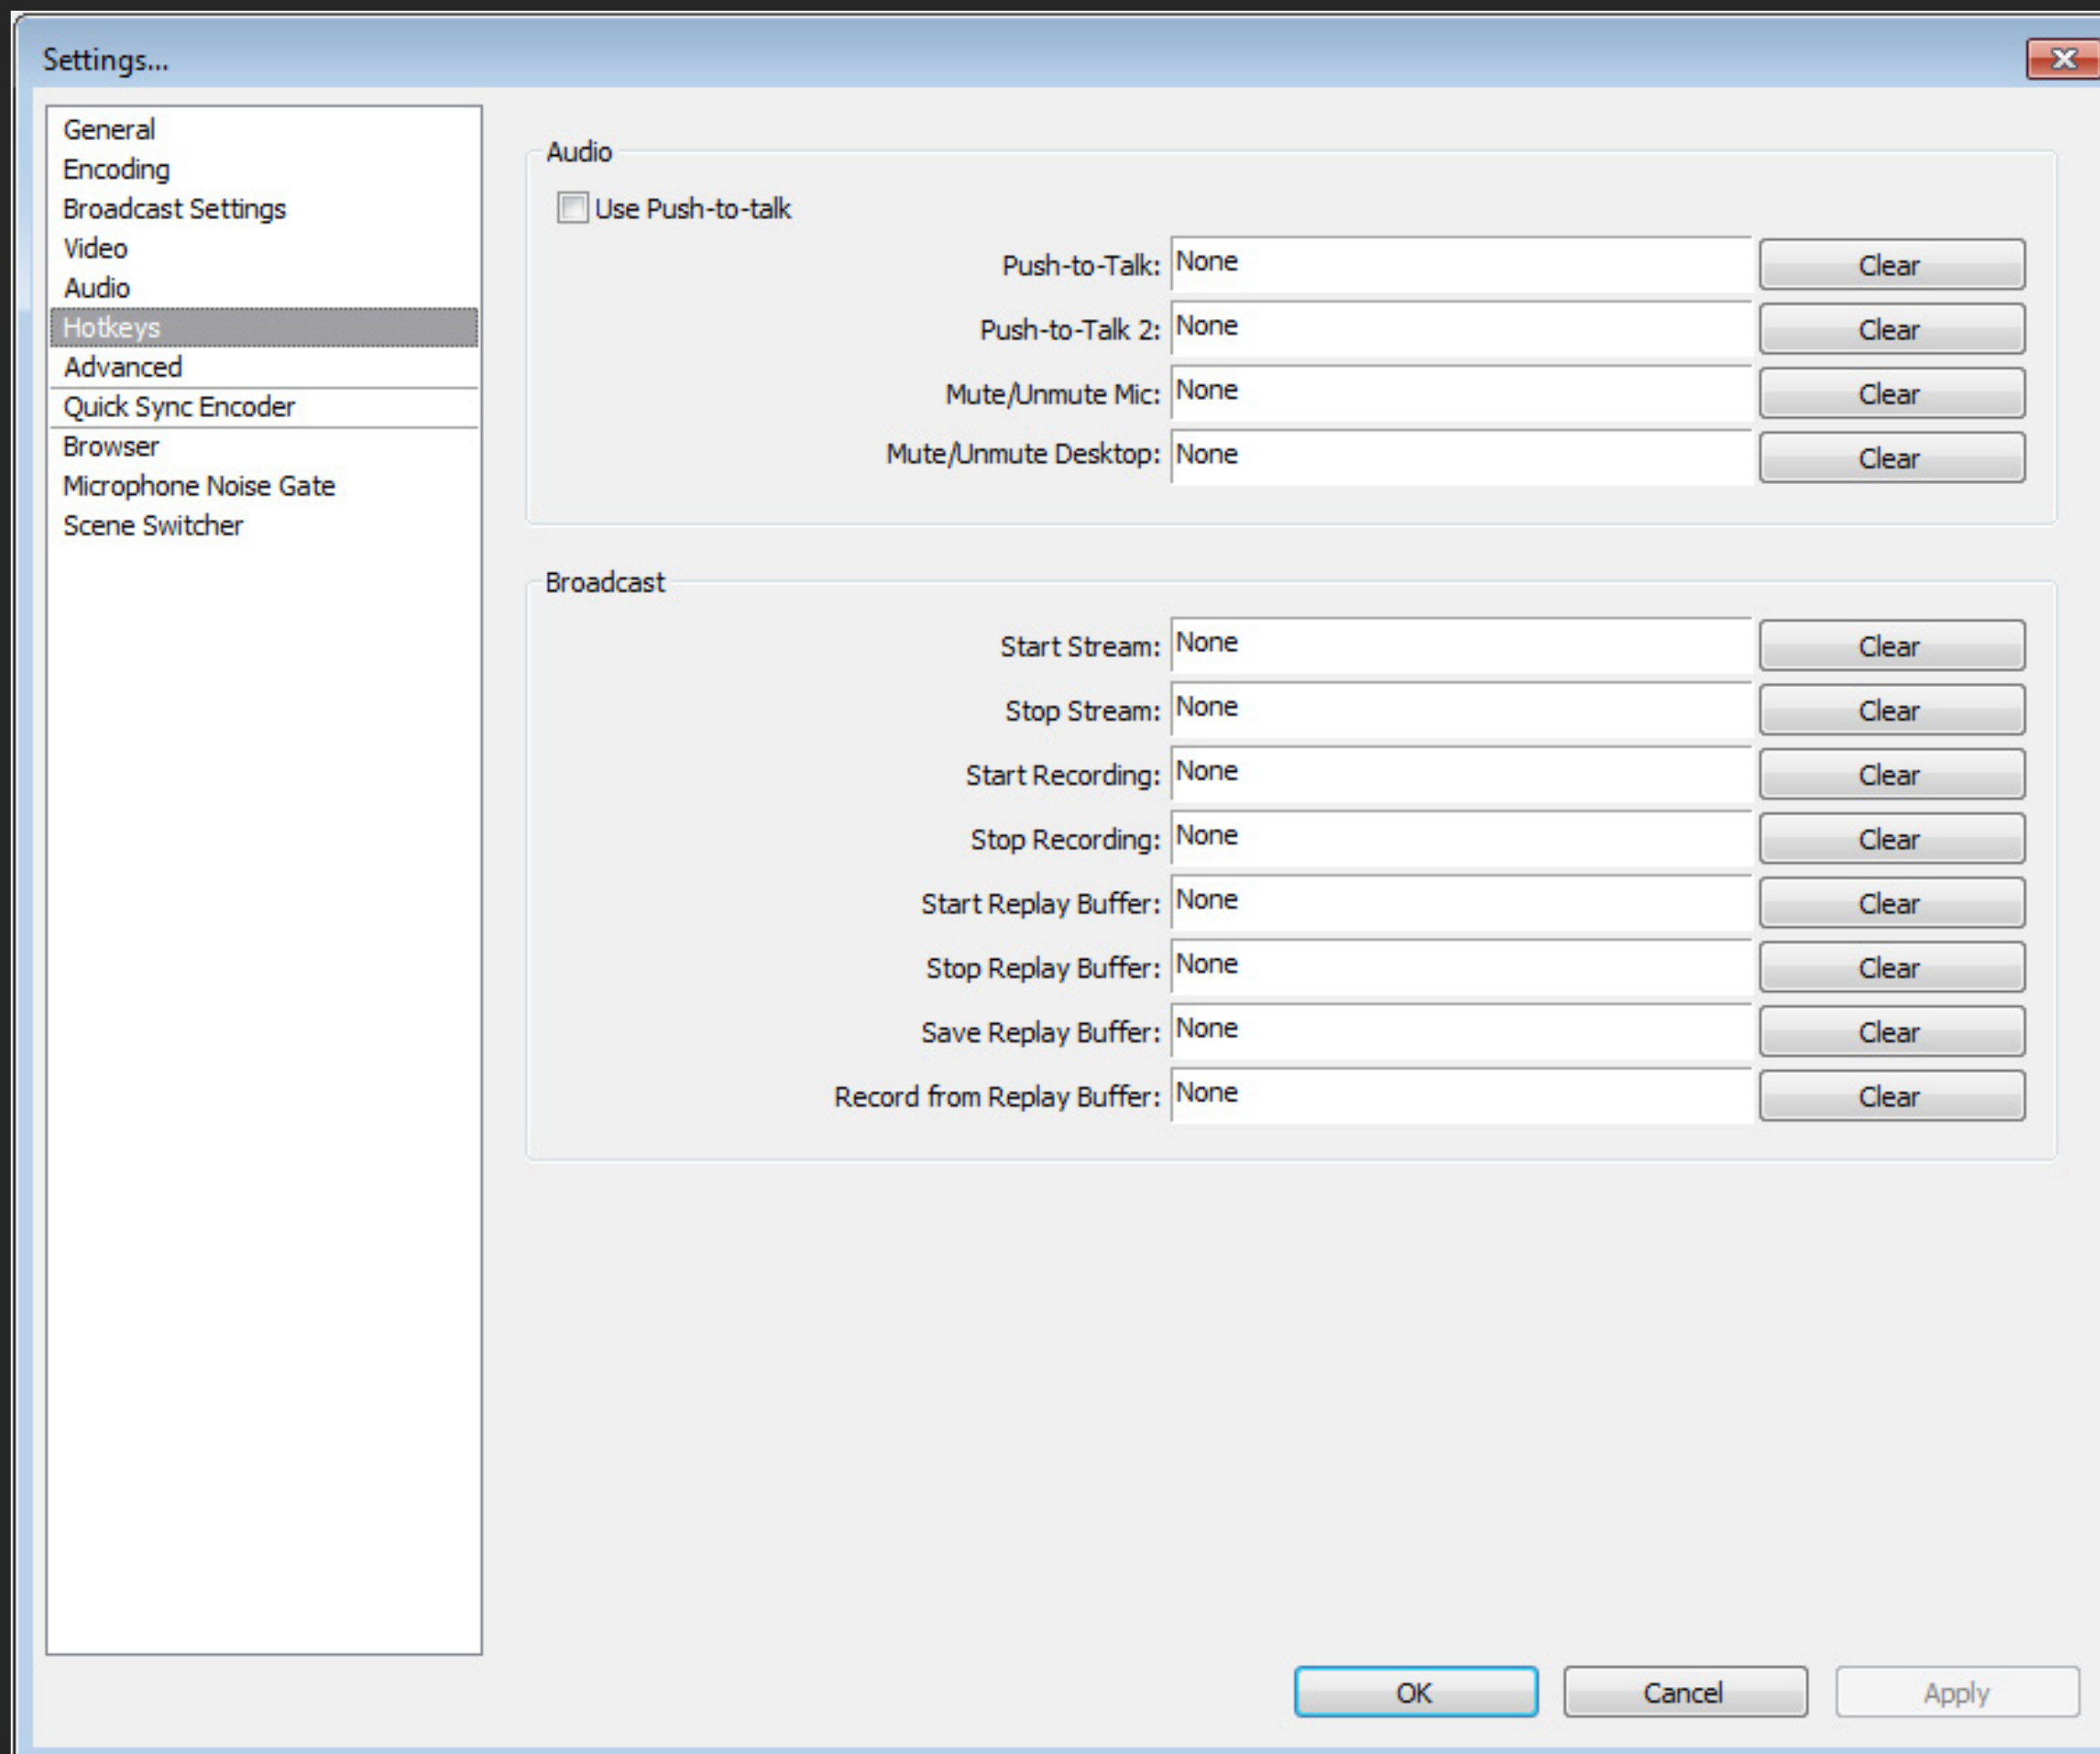 Settings...
General
Encoding
Broadcast Settings
Video
Audio
Hotkeys
Advanced
Quick Sync Encoder
Browser
Microphone Noise Gate
Scene Switcher
Audio
Use Push-to-talk
Push-to-Talk: None Clear
Push-to-Talk 2: None Clear
Mute/Unmute Mic: None Clear
Mute/Unmute Desktop: None Clear
Broadcast
Start Stream: None Clear
Stop Stream: None Clear
Start Recording: None Clear
Stop Recording: None Clear
Start Replay Buffer: None Clear
Stop Replay Buffer: None Clear
Save Replay Buffer: None Clear
Record from Replay Buffer: None Clear
OK Cancel Apply